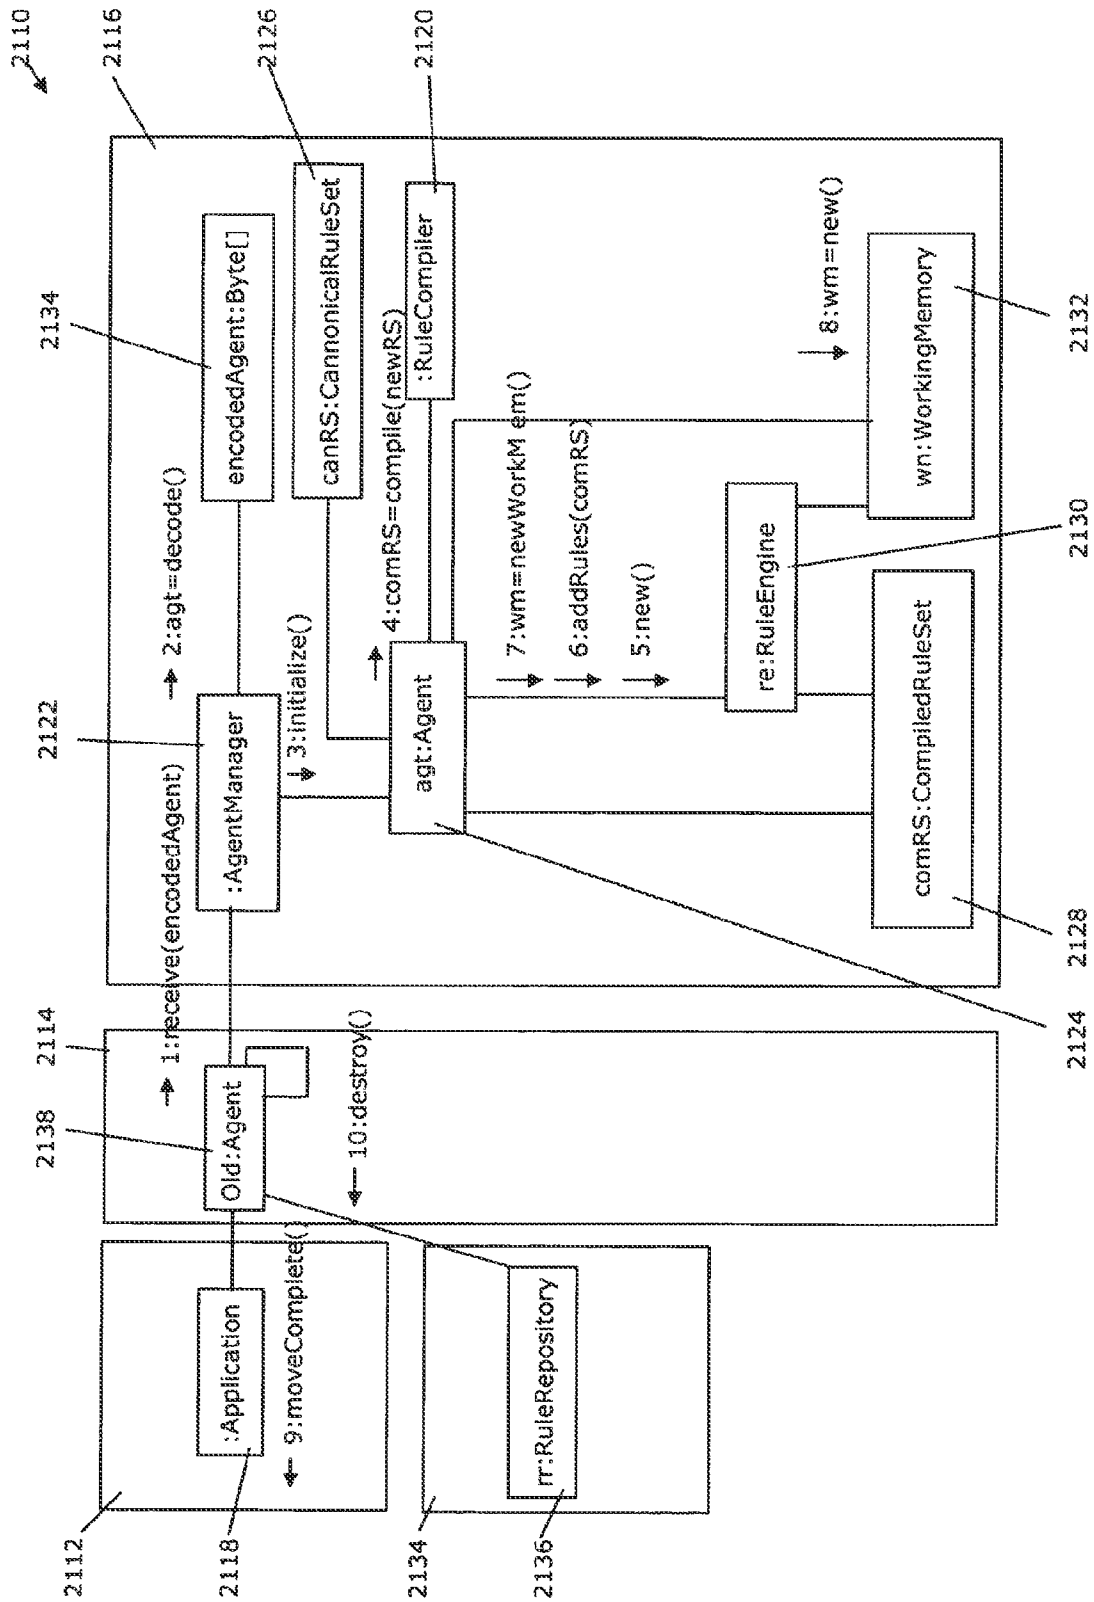 2110
2116
2126
2120
2134
encodedAgent:Byte[]
canRS:CannonicalRuleSet
:RuleCompiler
8:wm=new()
wn:WorkingMemory
2132
2:agt=decode()
4:comRS=compile(newRS)
7:wm=newWorkM em()
6:addRules(comRS)
5:new()
re:RuleEngine
2130
2122
:AgentManager
3:initialize()
agt:Agent
comRS:CompiledRuleSet
2128
1:receive(encodedAgent)
2124
2114
2138
Old:Agent
10:destroy()
:Application
9:moveComplete()
rr:RuleRepository
2112
2118
2134
2136